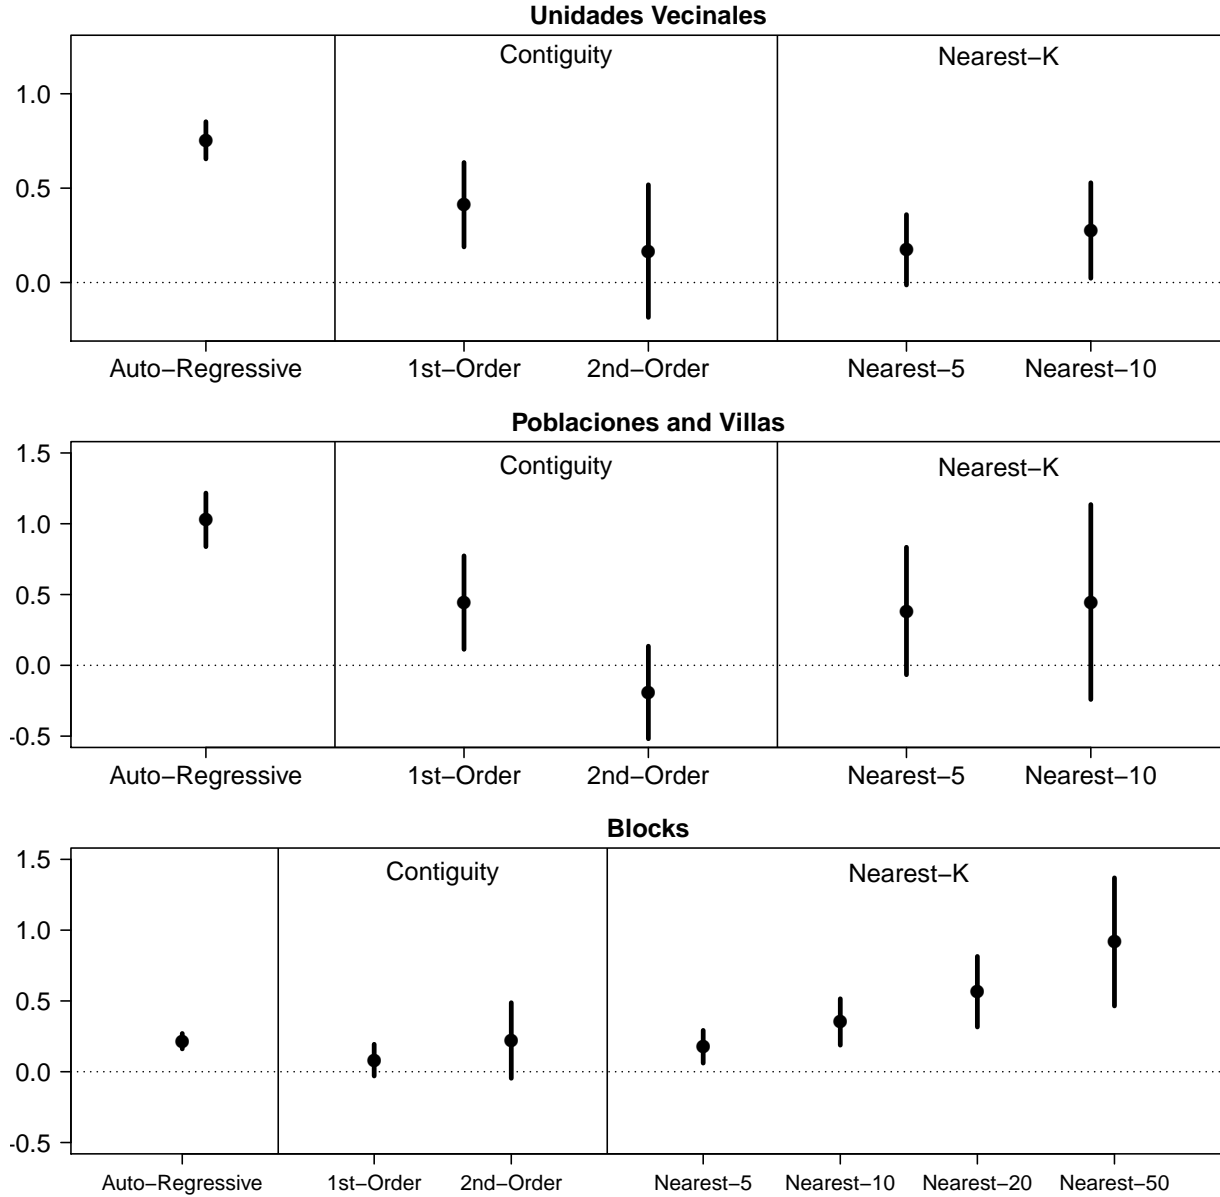 Unidades Vecinales
Contiguity
Nearest−K
1.0
0.5
0.0
Auto−Regressive 1st−Order 2nd−Order Nearest−5 Nearest−10
Poblaciones and Villas
1.5
Contiguity
Nearest−K
1.0
0.5
0.0
-0.5
Auto−Regressive 1st−Order 2nd−Order Nearest−5 Nearest−10
Blocks
1.5
Contiguity
Nearest−K
1.0
0.5
0.0
-0.5
Auto−Regressive 1st−Order 2nd−Order Nearest−5 Nearest−10 Nearest−20 Nearest−50